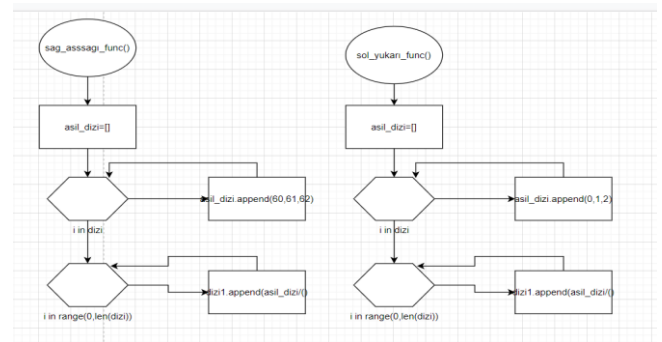 sag_asssagı_func()
asil_dizi=[]
asil_dizi.append(60,61,62)
i in dizi
dizi1.append(asil_dizi/()
i in range(0,len(dizi))
sol_yukarı_func()
asil_dizi=[]
asil_dizi.append(0,1,2)
i in dizi
dizi1.append(asil_dizi/()
i in range(0,len(dizi))